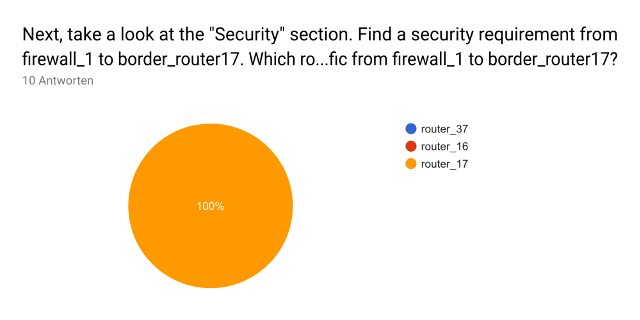 Next, take a look at the "Security" section. Find a security requirement from
firewall_1 to border_router17. Which ro...fic from firewall_1 to border_router17?
10 Antworten
router_37
router_16
router_17
100%